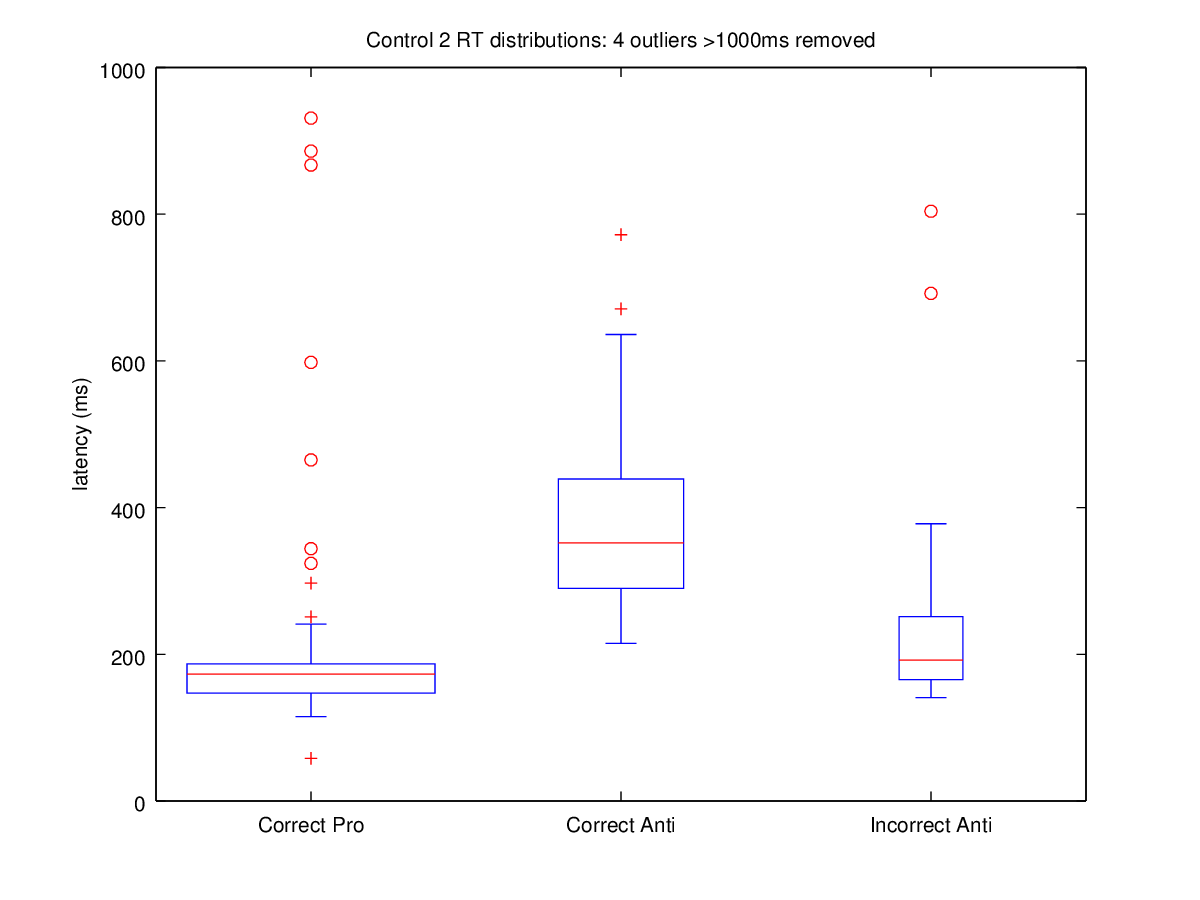 Control 2 RT distributions: 4 outliers >1000ms removed
1000
800
600
400
200
0
latency (ms)
Correct Pro
Correct Anti
Incorrect Anti